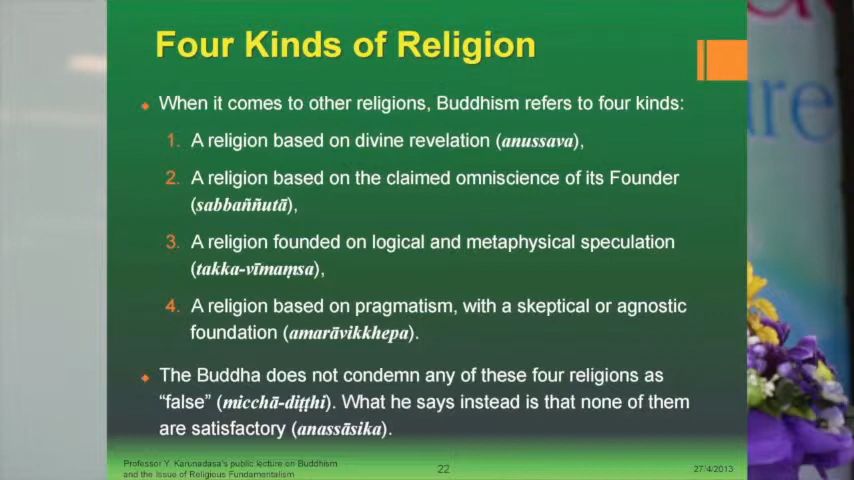 Four Kinds of Religion
When it comes to other religions, Buddhism refers to four kinds:
1. A religion based on divine revelation (anussava),
2. A religion based on the claimed omniscience of its Founder
(sabbaññutā),
3. A religion founded on logical and metaphysical speculation
(takka-vīmaṃsa),
4. A religion based on pragmatism, with a skeptical or agnostic
foundation (amarāvikkhepa).
The Buddha does not condemn any of these four religions as
“false” (micchā-diṭṭhi). What he says instead is that none of them
are satisfactory (anassāsika).
Professor Y. Karunadasa's public lecture on Buddhism
and the Issue of Religious Fundamentalism
22
27/4/2013